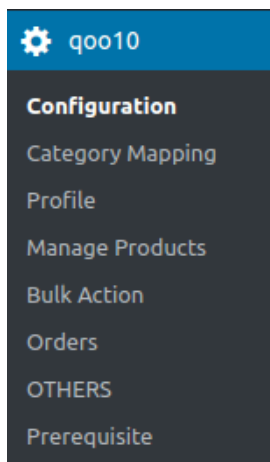 qoo10
Configuration
Category Mapping
Profile
Manage Products
Bulk Action
Orders
OTHERS
Prerequisite